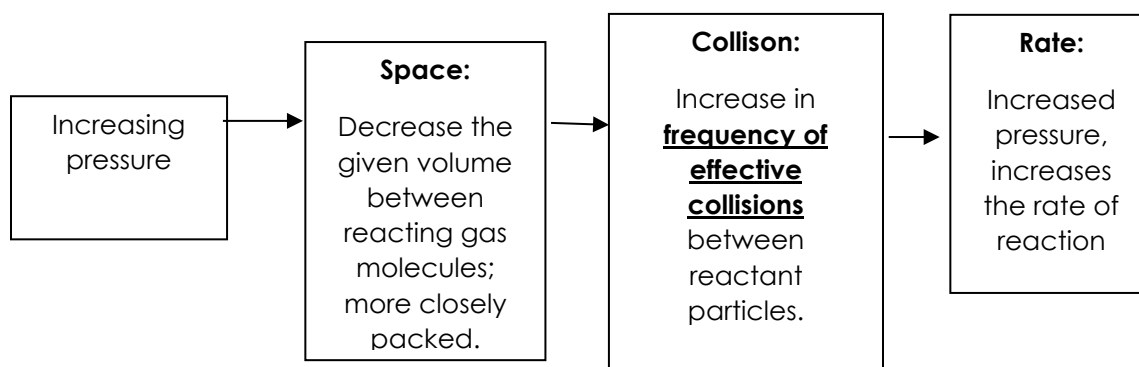 Increasing
pressure
Space:
Decrease the
given volume
between
reacting gas
molecules;
more closely
packed.
Collison:
Increase in
frequency of
effective
collisions
between
reactant
particles.
Rate:
Increased
pressure,
increases
the rate of
reaction